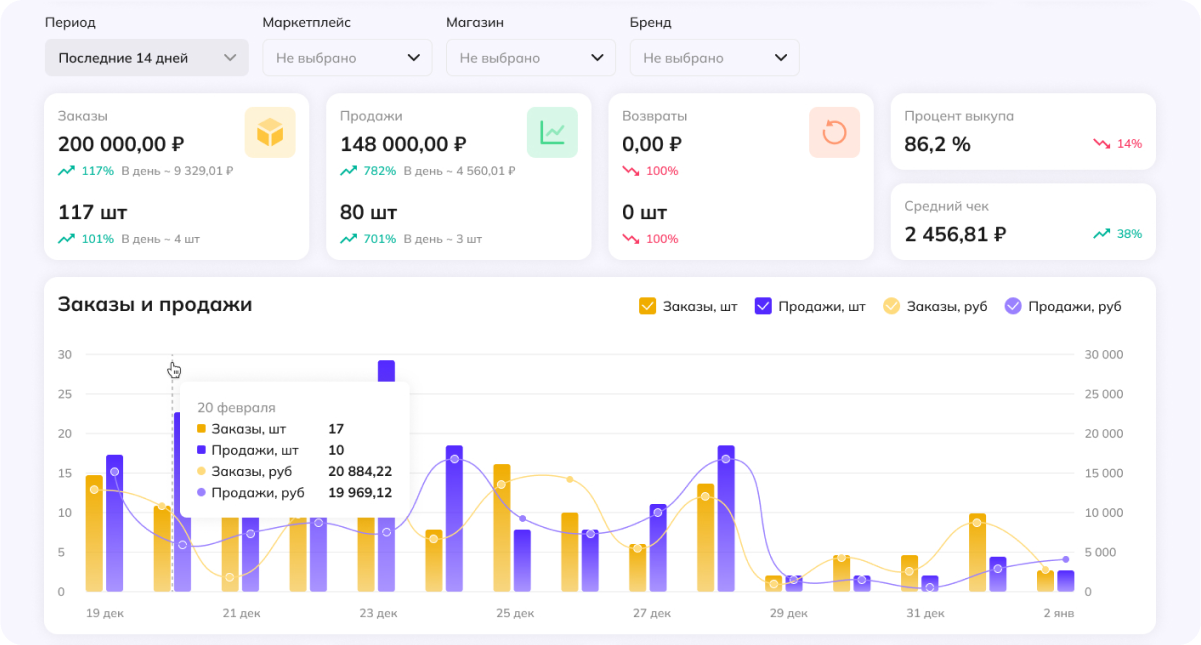 Период Маркетплейс Магазин Бренд
Последние 14 дней Не выбрано Не выбрано Не выбрано
Заказы
200 000,00 ₽
117% В день ~ 9 329,01 ₽
117 шт
101% В день ~ 4 шт
Продажи
148 000,00 ₽
782% В день ~ 4 560,01 ₽
80 шт
701% В день ~ 3 шт
Возвраты
0,00 ₽
100%
0 шт
100%
Процент выкупа
86,2 % 14%
Средний чек
2 456,81 ₽ 38%
Заказы и продажи
Заказы, шт Продажи, шт Заказы, руб Продажи, руб
30 30 000
25 25 000
20 20 000
15 15 000
10 10 000
5 5 000
0 0
20 февраля
Заказы, шт 17
Продажи, шт 10
Заказы, руб 20 884,22
Продажи, руб 19 969,12
19 дек 21 дек 23 дек 25 дек 27 дек 29 дек 31 дек 2 янв